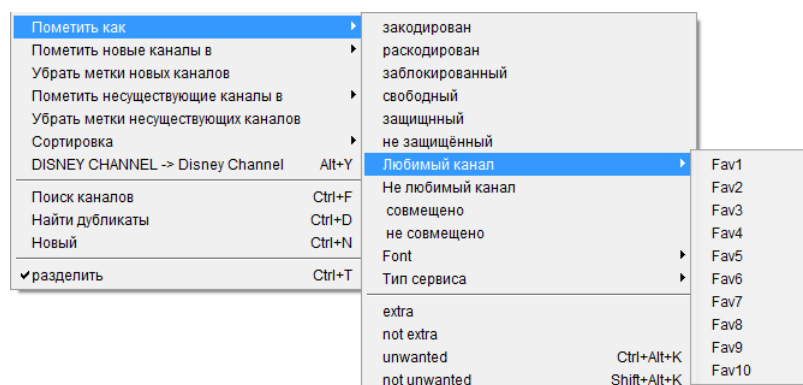 Пометить как
Пометить новые каналы в
Убрать метки новых каналов
Пометить несуществующие каналы в
Убрать метки несуществующих каналов
Сортировка
DISNEY CHANNEL -> Disney Channel Alt+Y
Поиск каналов Ctrl+F
Найти дубликаты Ctrl+D
Новый Ctrl+N
разделить Ctrl+T
закодирован
раскодирован
заблокированный
свободный
защищнный
не защищённый
Любимый канал
Не любимый канал
совмещено
не совмещено
Font
Тип сервиса
extra
not extra
unwanted Ctrl+Alt+K
not unwanted Shift+Alt+K
Fav1
Fav2
Fav3
Fav4
Fav5
Fav6
Fav7
Fav8
Fav9
Fav10